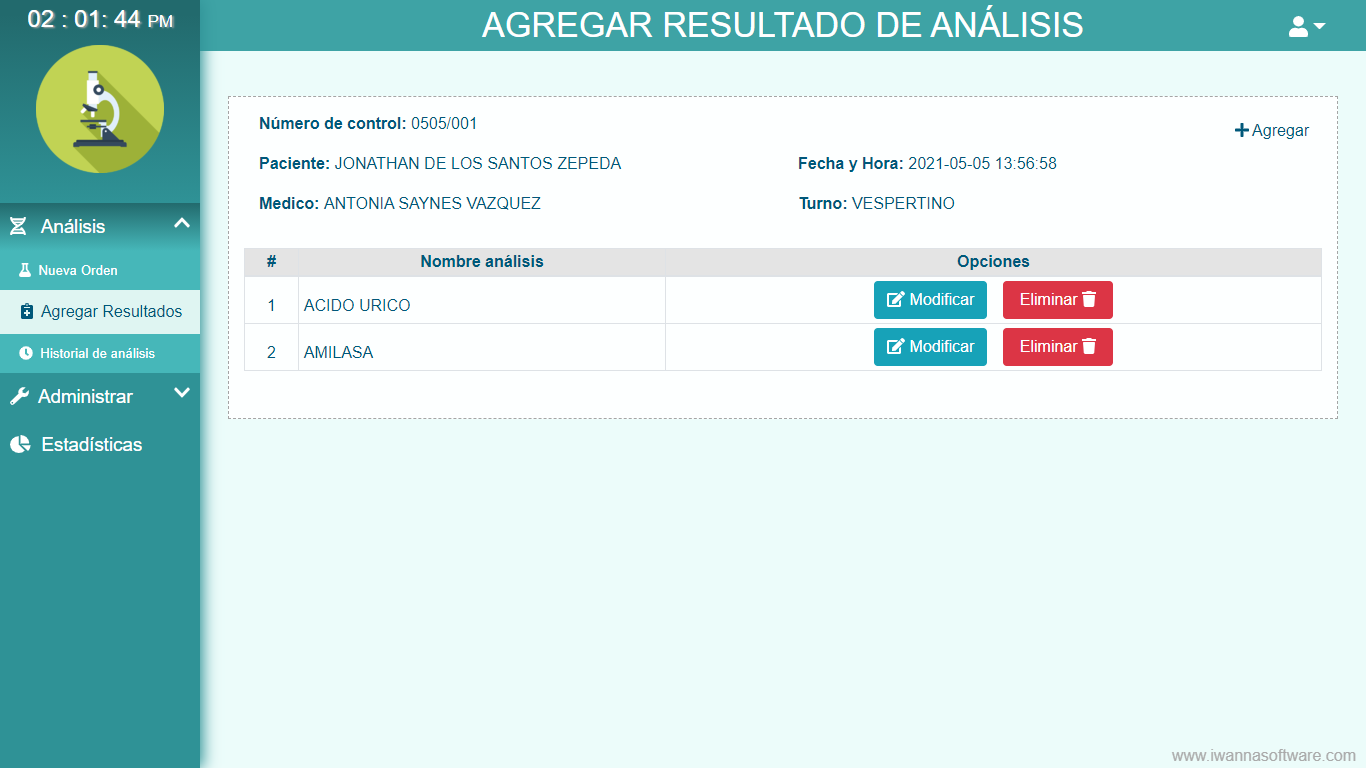 02 : 01: 44 PM
AGREGAR RESULTADO DE ANÁLISIS
Análisis
Nueva Orden
Agregar Resultados
Historial de análisis
Administrar
Estadísticas
Número de control: 0505/001
Agregar
Paciente: JONATHAN DE LOS SANTOS ZEPEDA
Fecha y Hora: 2021-05-05 13:56:58
Medico: ANTONIA SAYNES VAZQUEZ
Turno: VESPERTINO
# Nombre análisis Opciones
1 ACIDO URICO Modificar Eliminar
2 AMILASA Modificar Eliminar
www.iwannasoftware.com